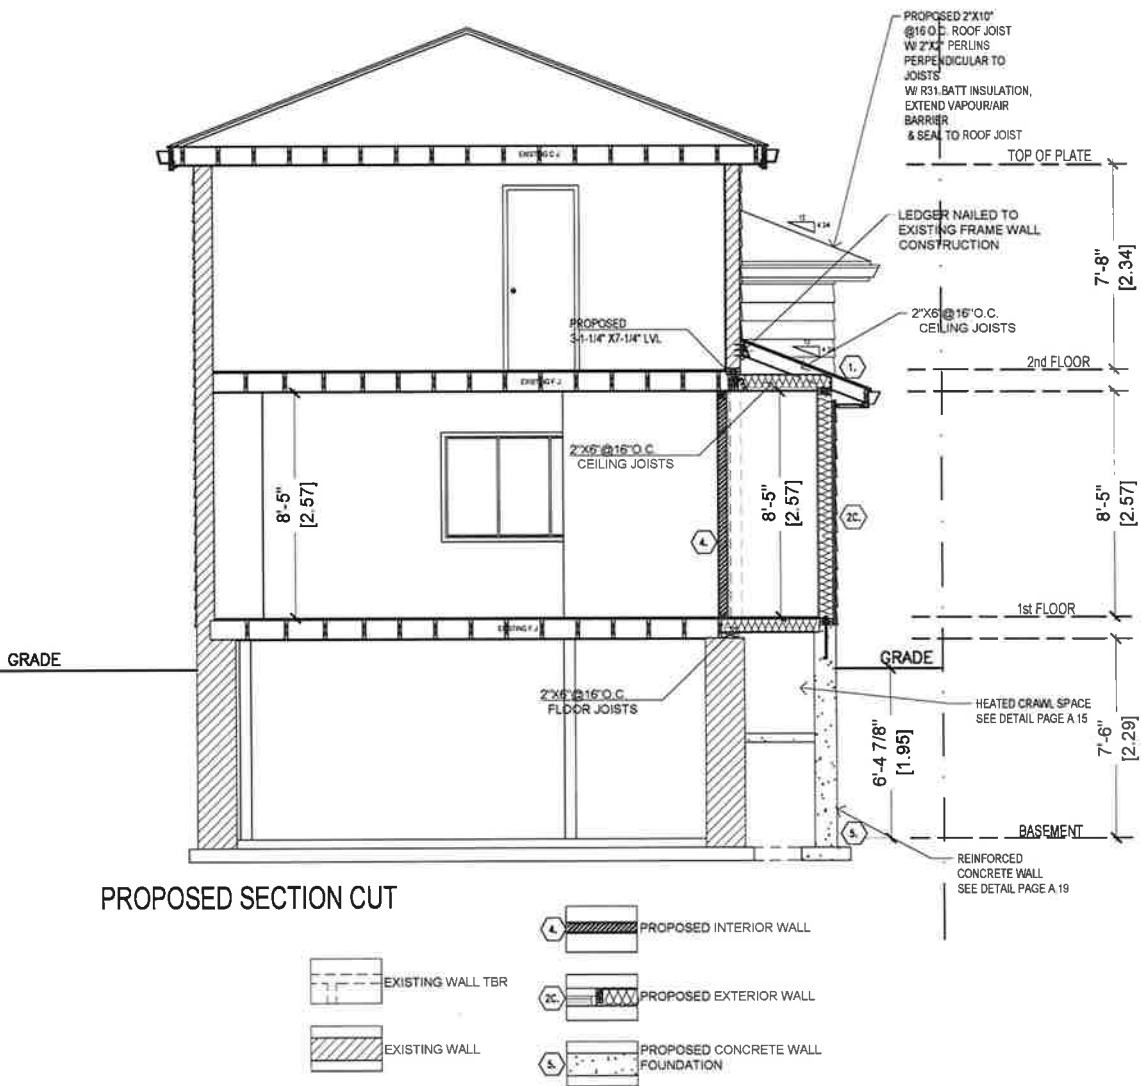 PROPOSED 2"X10"
@16 O.C. ROOF JOIST
W/ 2"X2" PERLINS
PERPENDICULAR TO
JOISTS
W/ R31 BATT INSULATION,
EXTEND VAPOUR/AIR
BARRIER
& SEAL TO ROOF JOIST
TOP OF PLATE
EXISTING C.J.
LEDGER NAILED TO
EXISTING FRAME WALL
CONSTRUCTION
12
7'-8"
[2.34]
2"X6"@16"O.C.
CEILING JOISTS
PROPOSED
3-1-1/4" X7-1/4" LVL
12
1.
2nd FLOOR
EXISTING F.J.
2"X6"@16"O.C.
CEILING JOISTS
8'-5"
[2.57]
8'-5"
[2.57]
8'-5"
[2.57]
2C.
4.
1st FLOOR
EXISTING F.J.
GRADE
GRADE
2"X6"@16"O.C.
FLOOR JOISTS
HEATED CRAWL SPACE
SEE DETAIL PAGE A 15
6'-4 7/8"
[1.95]
7'-6"
[2.29]
5.
BASEMENT
REINFORCED
CONCRETE WALL
SEE DETAIL PAGE A 19
PROPOSED SECTION CUT
4.
PROPOSED INTERIOR WALL
EXISTING WALL TBR
2C.
PROPOSED EXTERIOR WALL
EXISTING WALL
5.
PROPOSED CONCRETE WALL
FOUNDATION